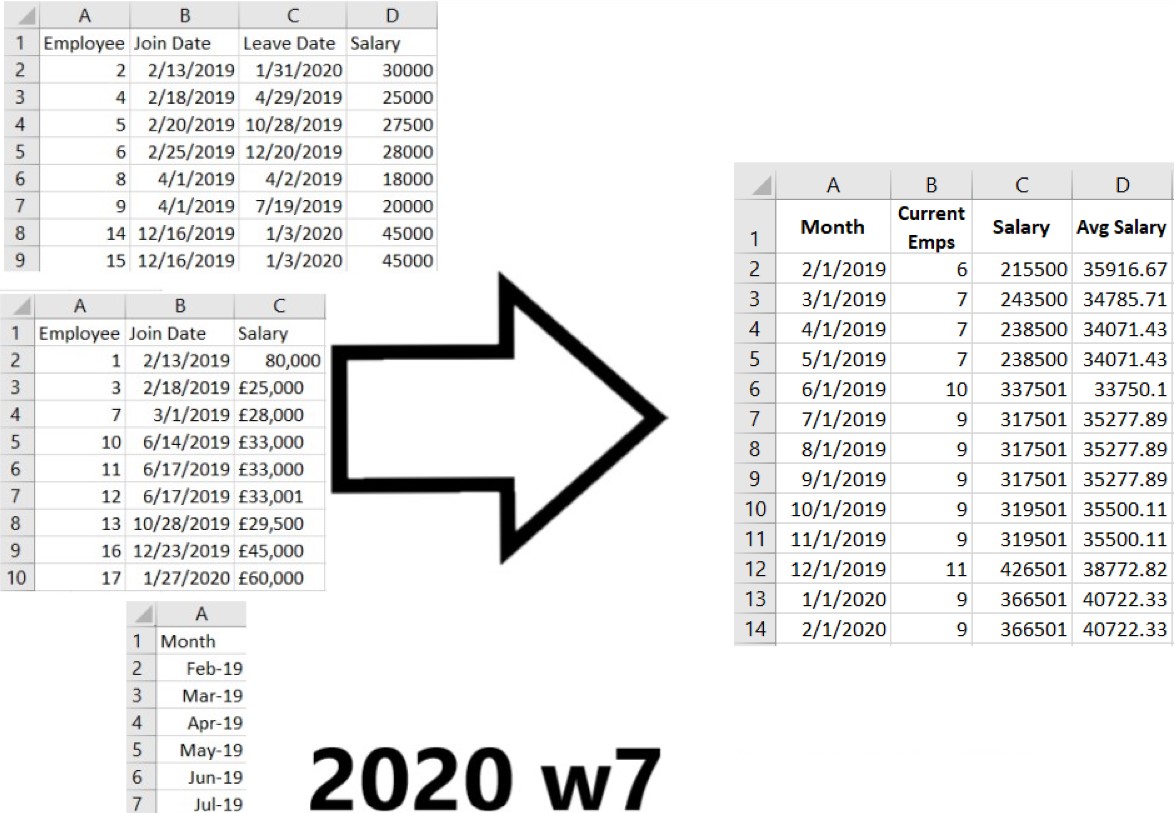 A B C D
1 Employee Join Date Leave Date Salary
2 2 2/13/2019 1/31/2020 30000
3 4 2/18/2019 4/29/2019 25000
4 5 2/20/2019 10/28/2019 27500
5 6 2/25/2019 12/20/2019 28000
6 8 4/1/2019 4/2/2019 18000
7 9 4/1/2019 7/19/2019 20000
8 14 12/16/2019 1/3/2020 45000
9 15 12/16/2019 1/3/2020 45000
A B C
1 Employee Join Date Salary
2 1 2/13/2019 80,000
3 3 2/18/2019 £25,000
4 7 3/1/2019 £28,000
5 10 6/14/2019 £33,000
6 11 6/17/2019 £33,000
7 12 6/17/2019 £33,001
8 13 10/28/2019 £29,500
9 16 12/23/2019 £45,000
10 17 1/27/2020 £60,000
A
1 Month
2 Feb-19
3 Mar-19
4 Apr-19
5 May-19
6 Jun-19
7 Jul-19
2020 w7
A B C D
1 Month Current Emps Salary Avg Salary
2 2/1/2019 6 215500 35916.67
3 3/1/2019 7 243500 34785.71
4 4/1/2019 7 238500 34071.43
5 5/1/2019 7 238500 34071.43
6 6/1/2019 10 337501 33750.1
7 7/1/2019 9 317501 35277.89
8 8/1/2019 9 317501 35277.89
9 9/1/2019 9 317501 35277.89
10 10/1/2019 9 319501 35500.11
11 11/1/2019 9 319501 35500.11
12 12/1/2019 11 426501 38772.82
13 1/1/2020 9 366501 40722.33
14 2/1/2020 9 366501 40722.33